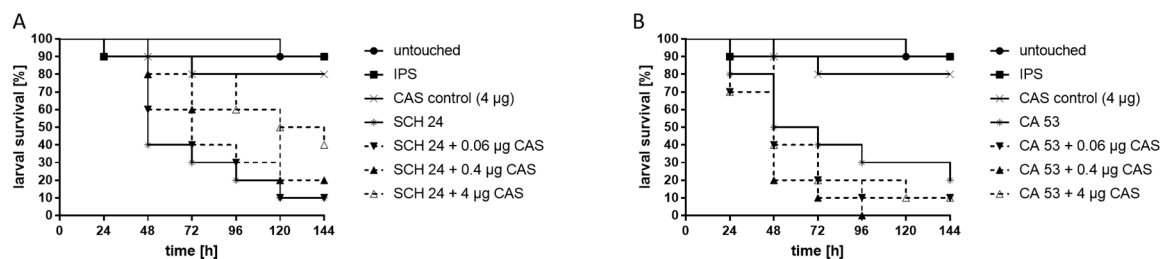 A
100
90
80
70
60
50
40
30
20
10
0
larval survival [%]
0 24 48 72 96 120 144
time [h]
untouched
IPS
CAS control (4 µg)
SCH 24
SCH 24 + 0.06 µg CAS
SCH 24 + 0.4 µg CAS
SCH 24 + 4 µg CAS
B
100
90
80
70
60
50
40
30
20
10
0
larval survival [%]
0 24 48 72 96 120 144
time [h]
untouched
IPS
CAS control (4 µg)
CA 53
CA 53 + 0.06 µg CAS
CA 53 + 0.4 µg CAS
CA 53 + 4 µg CAS